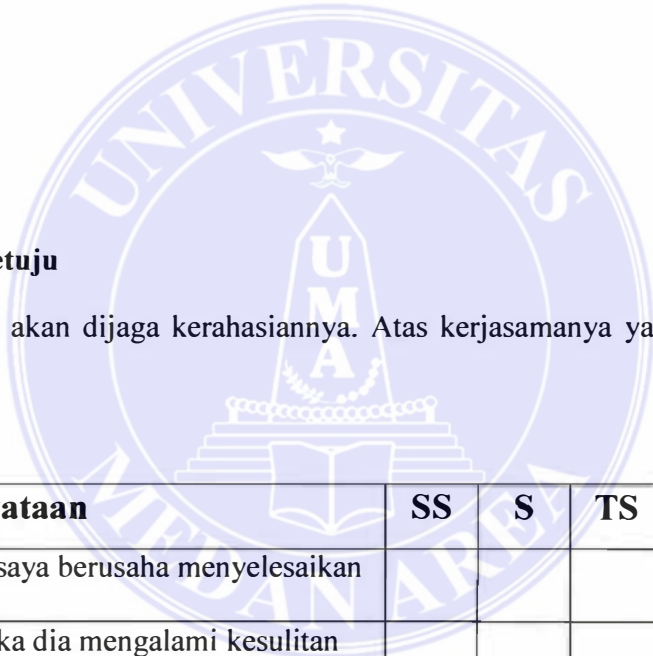 UNIVERSITAS
etuju
UMA
akan dijaga kerahasiannya. Atas kerjasamanya ya
ataan SS S TS
saya berusaha menyelesaikan
ka dia mengalami kesulitan
MEDAN AREA